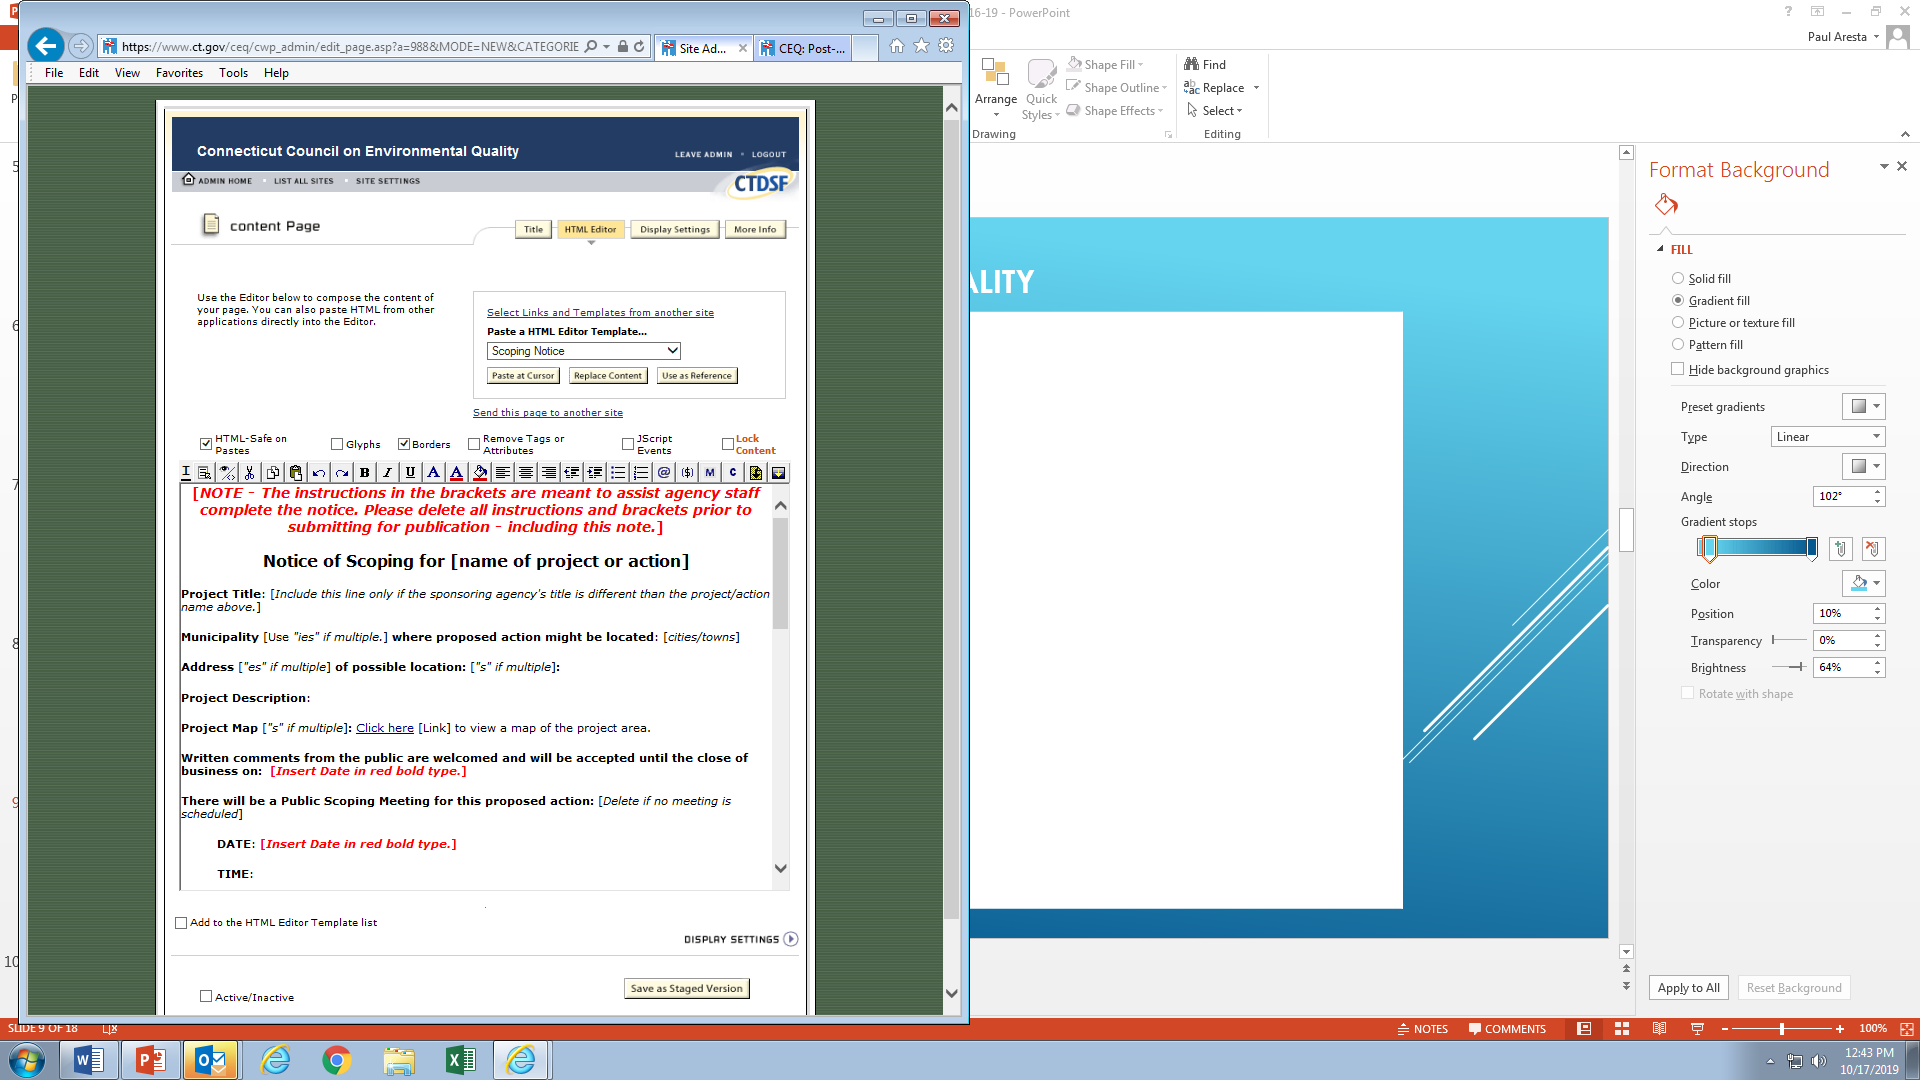 https://www.ct.gov/ceq/cwp_admin/edit_page.asp?a=988&MODE=NEW&CATEGORIE
Site Ad...
CEQ: Post-...
File Edit View Favorites Tools Help
Connecticut Council on Environmental Quality
LEAVE ADMIN • LOGOUT
ADMIN HOME • LIST ALL SITES • SITE SETTINGS
CTDSF
content Page
Title HTML Editor Display Settings More Info
Use the Editor below to compose the content of
your page. You can also paste HTML from other
applications directly into the Editor.
Select Links and Templates from another site
Paste a HTML Editor Template...
Scoping Notice
Paste at Cursor Replace Content Use as Reference
Send this page to another site
HTML-Safe on Pastes
Glyphs
Borders
Remove Tags or Attributes
JScript Events
Lock Content
[NOTE - The instructions in the brackets are meant to assist agency staff
complete the notice. Please delete all instructions and brackets prior to
submitting for publication - including this note.]
Notice of Scoping for [name of project or action]
Project Title: [Include this line only if the sponsoring agency's title is different than the project/action
name above.]
Municipality [Use "ies" if multiple.] where proposed action might be located: [cities/towns]
Address ["es" if multiple] of possible location: ["s" if multiple]:
Project Description:
Project Map ["s" if multiple]: Click here [Link] to view a map of the project area.
Written comments from the public are welcomed and will be accepted until the close of
business on: [Insert Date in red bold type.]
There will be a Public Scoping Meeting for this proposed action: [Delete if no meeting is
scheduled]
DATE: [Insert Date in red bold type.]
TIME:
Add to the HTML Editor Template list
DISPLAY SETTINGS
Active/Inactive
Save as Staged Version
16-19 - PowerPoint
Paul Aresta
Arrange
Quick
Styles
Shape Fill
Shape Outline
Shape Effects
Drawing
Find
Replace
Select
Editing
ALITY
Format Background
FILL
Solid fill
Gradient fill
Picture or texture fill
Pattern fill
Hide background graphics
Preset gradients
Type Linear
Direction
Angle 102°
Gradient stops
Color
Position 10%
Transparency 0%
Brightness 64%
Rotate with shape
Apply to All Reset Background
5
6
7
8
9
10
SLIDE 9 OF 18
NOTES COMMENTS
100%
12:43 PM
10/17/2019